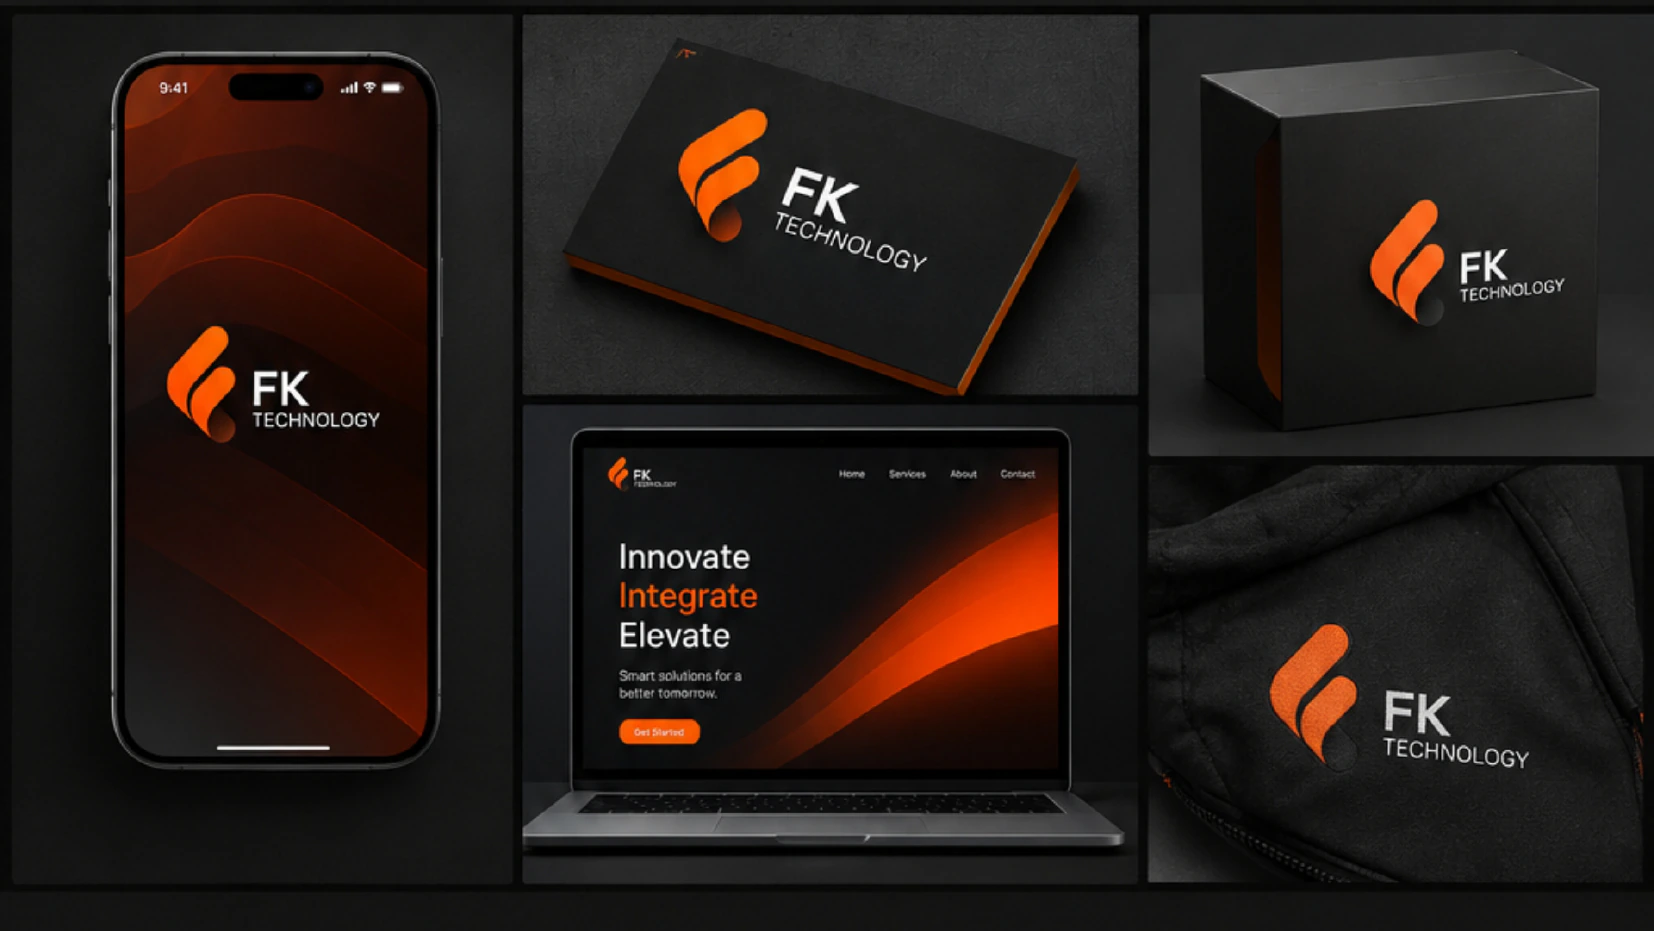 9:41
FK
TECHNOLOGY
FK
TECHNOLOGY
FK
TECHNOLOGY
FK
TECHNOLOGY
Home Services About Contact
Innovate
Integrate
Elevate
Smart solutions for a
better tomorrow.
Get Started
FK
TECHNOLOGY